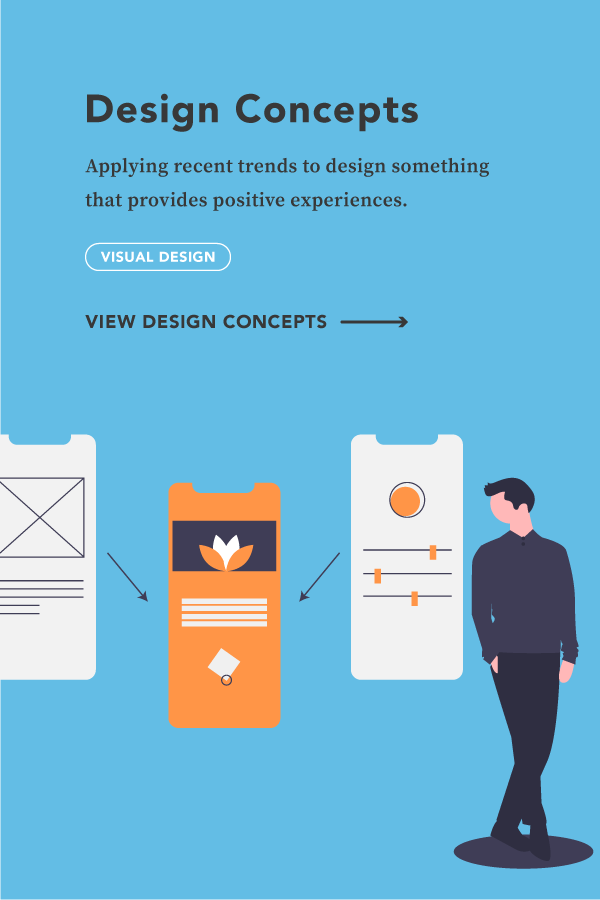 Design Concepts
Applying recent trends to design something
that provides positive experiences.
VISUAL DESIGN
VIEW DESIGN CONCEPTS